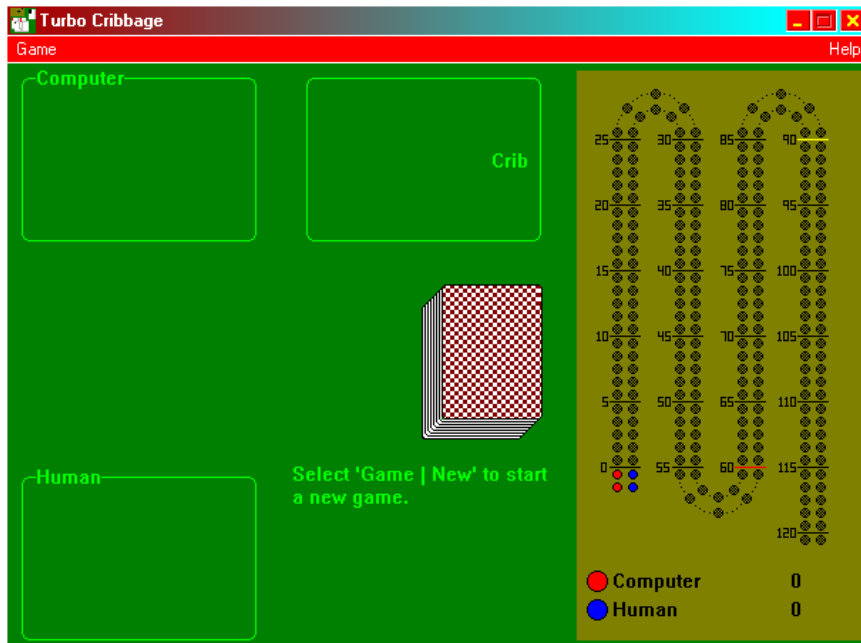 Turbo Cribbage
Game Help
Computer
Crib
Human
Select 'Game | New' to start
a new game.
25 30 85 90
20 35 80 95
15 40 75 100
10 45 70 105
5 50 65 110
0 55 60 115
120
Computer 0
Human 0